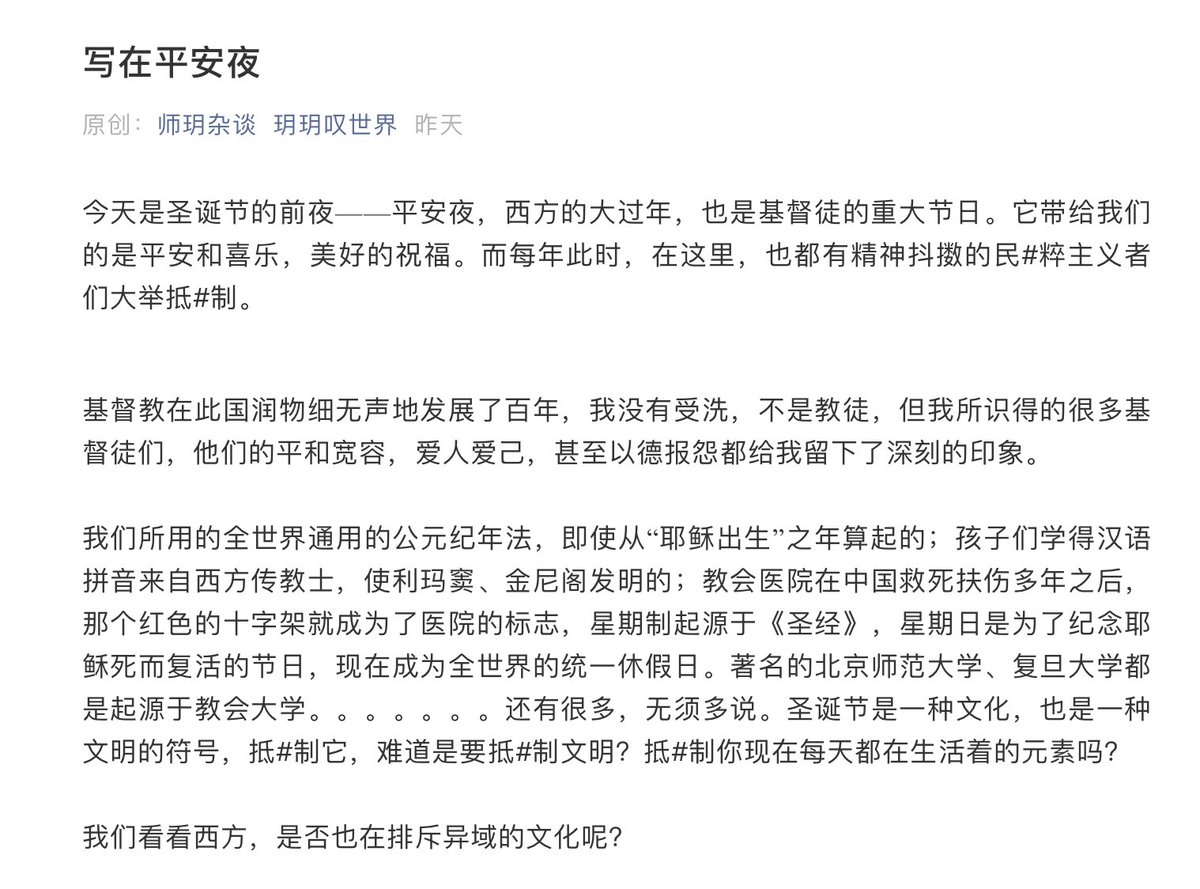 写在平安夜
原创：师玥杂谈 玥玥叹世界 昨天
今天是圣诞节的前夜——平安夜，西方的大过年，也是基督徒的重大节日。它带给我们
的是平安和喜乐，美好的祝福。而每年此时，在这里，也都有精神抖擞的民#粹主义者
们大举抵#制。
基督教在此国润物细无声地发展了百年，我没有受洗，不是教徒，但我所识得的很多基
督徒们，他们的平和宽容，爱人爱己，甚至以德报怨都给我留下了深刻的印象。
我们所用的全世界通用的公元纪年法，即使从“耶稣出生”之年算起的；孩子们学得汉语
拼音来自西方传教士，使利玛窦、金尼阁发明的；教会医院在中国救死扶伤多年之后，
那个红色的十字架就成为了医院的标志，星期制起源于《圣经》，星期日是为了纪念耶
稣死而复活的节日，现在成为全世界的统一休假日。著名的北京师范大学、复旦大学都
是起源于教会大学。。。。。。。还有很多，无须多说。圣诞节是一种文化，也是一种
文明的符号，抵#制它，难道是要抵#制文明？抵#制你现在每天都在生活着的元素吗？
我们看看西方，是否也在排斥异域的文化呢？